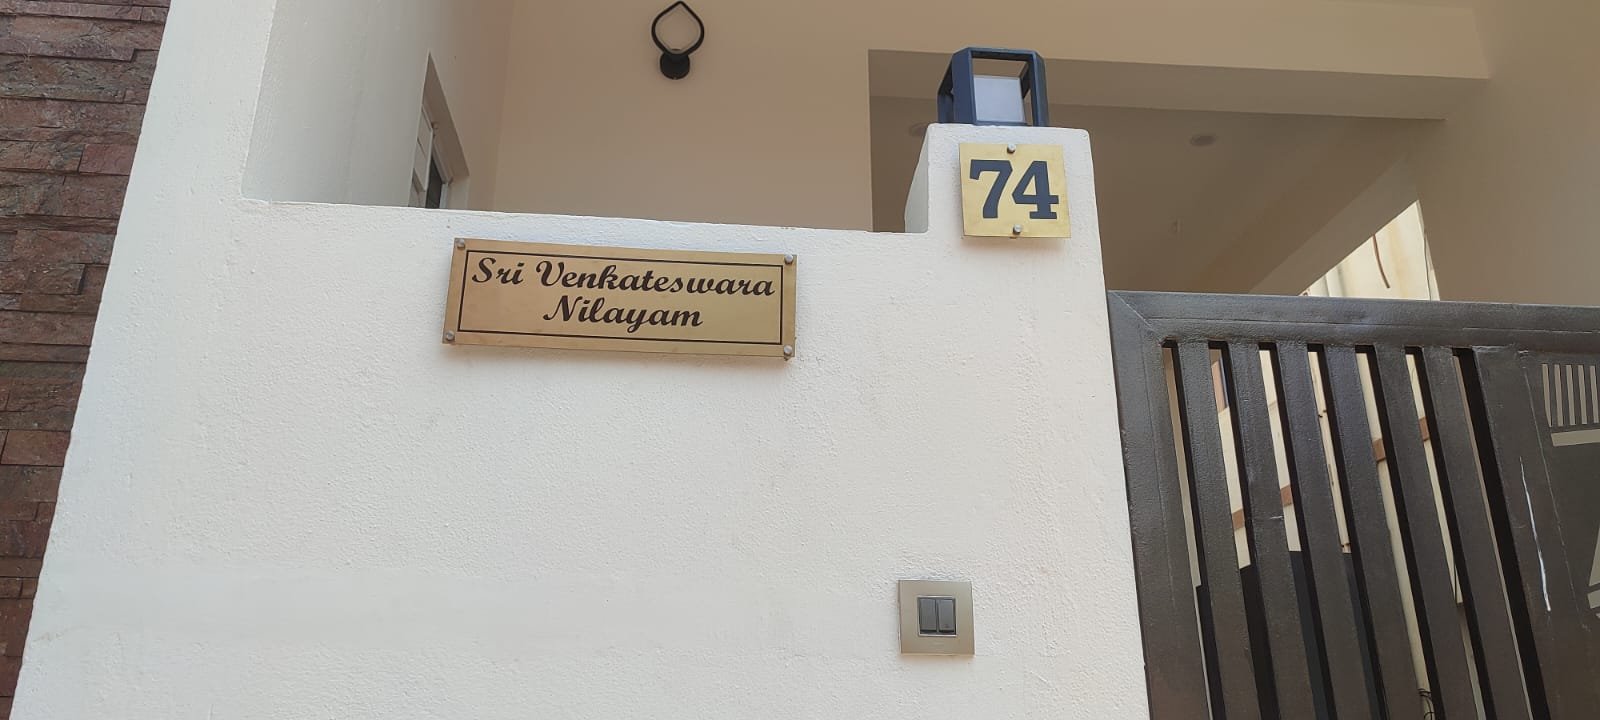 Sri Venkateswara
Nilayam
74